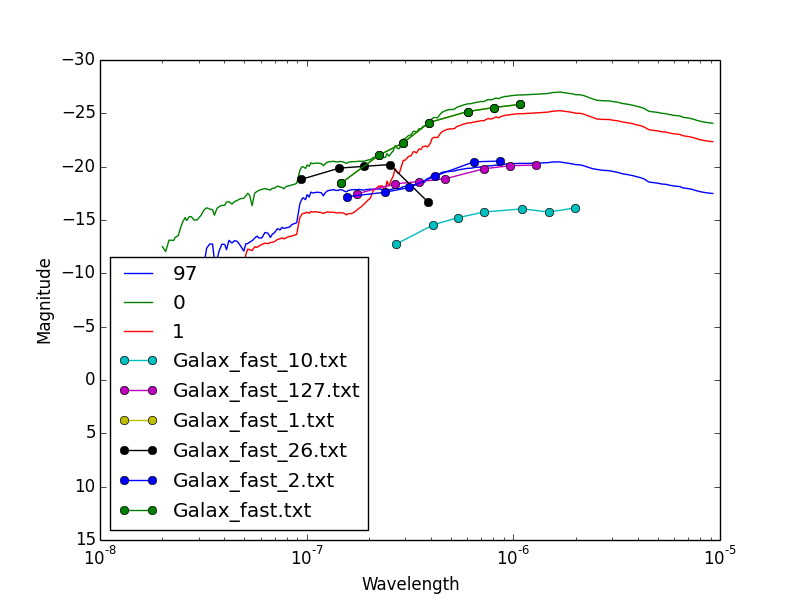 −30
−25
−20
−15
−10
−5
0
5
10
15
Magnitude
97
0
1
Galax_fast_10.txt
Galax_fast_127.txt
Galax_fast_1.txt
Galax_fast_26.txt
Galax_fast_2.txt
Galax_fast.txt
10^-8 10^-7 10^-6 10^-5
Wavelength